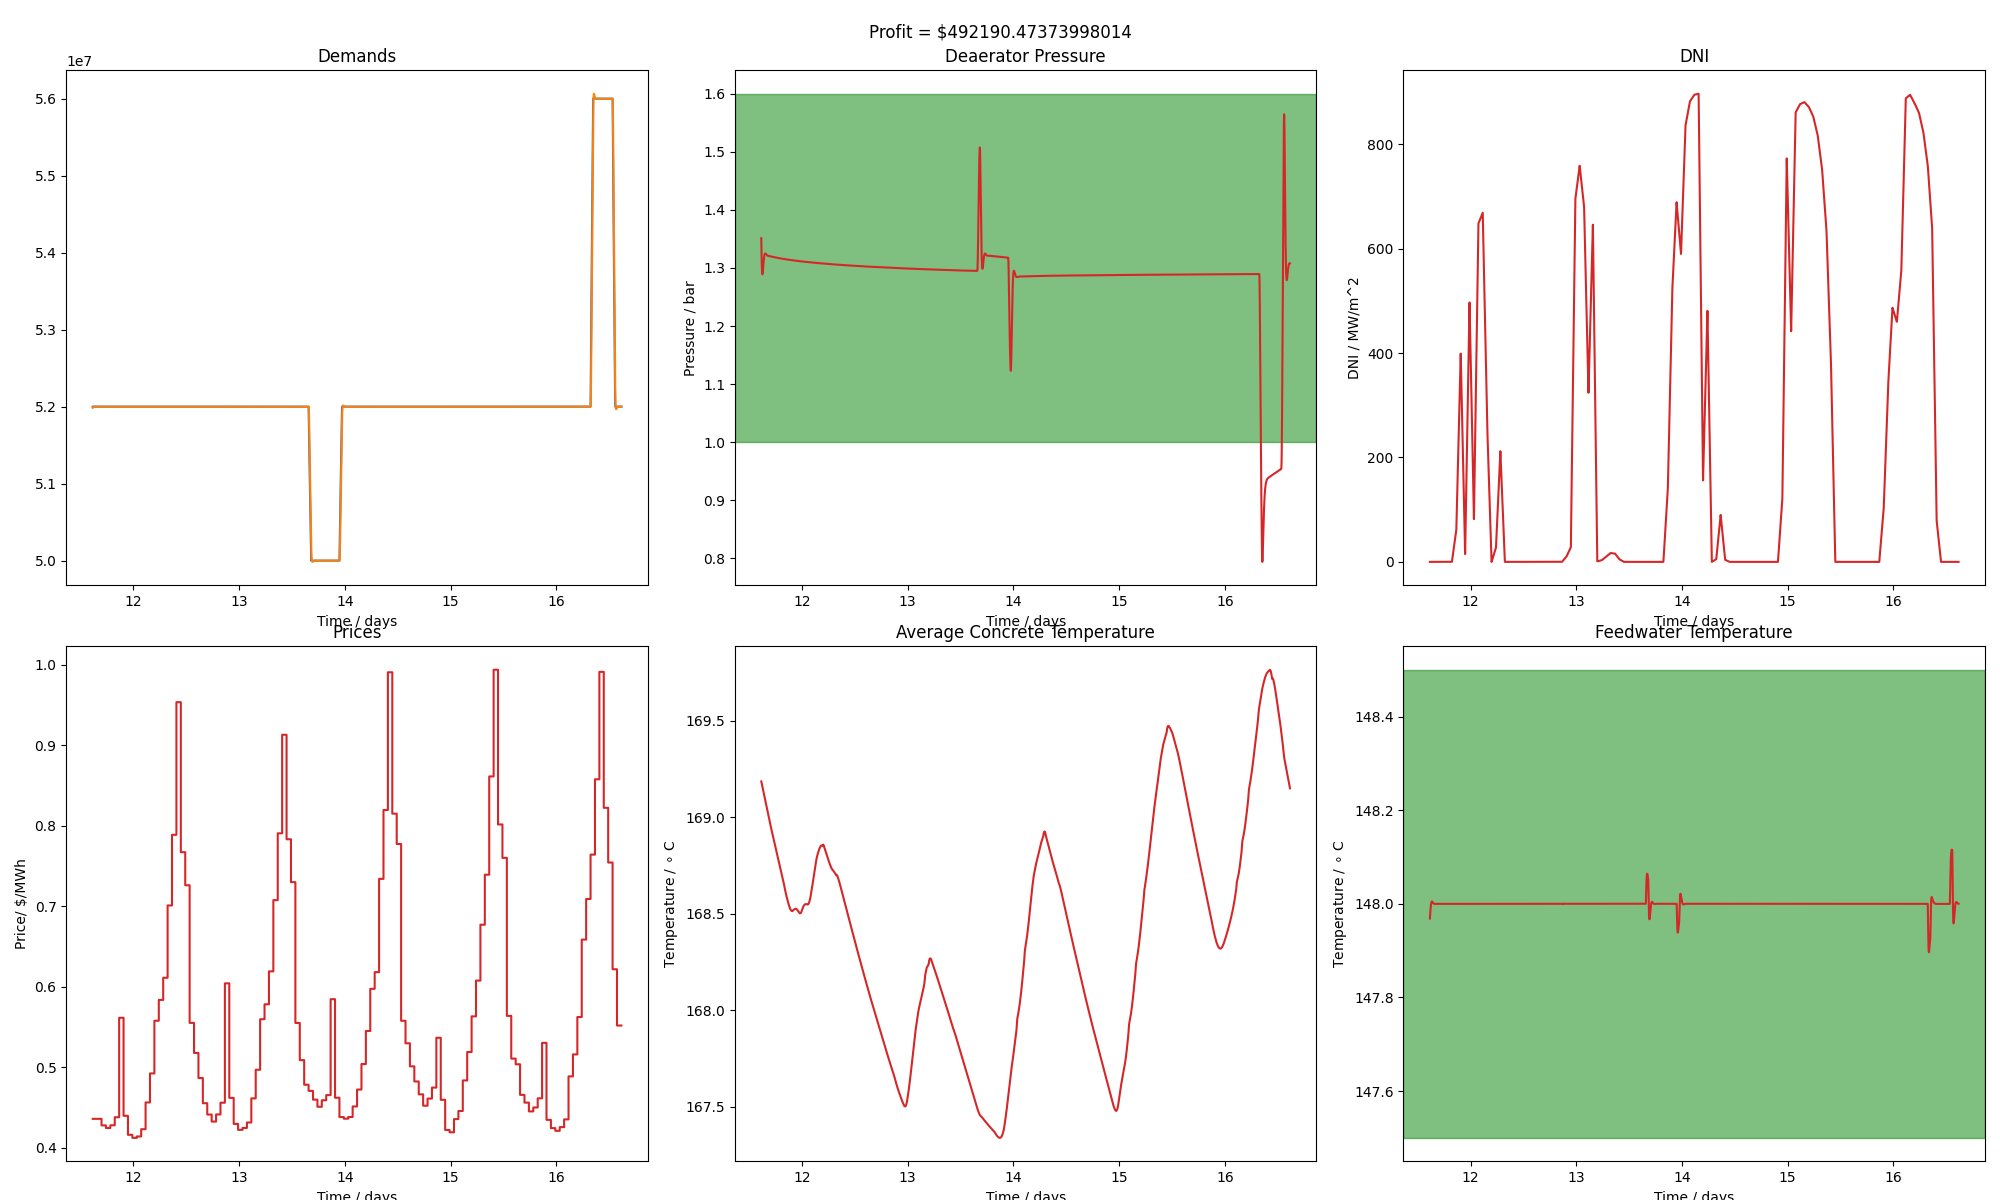 Profit = $492190.47373998014
Demands
1e7
5.6
5.5
5.4
5.3
5.2
5.1
5.0
12 13 14 15 16
Time / days
Deaerator Pressure
Pressure / bar
1.6
1.5
1.4
1.3
1.2
1.1
1.0
0.9
0.8
12 13 14 15 16
Time / days
DNI
DNI / MW/m^2
800
600
400
200
0
12 13 14 15 16
Time / days
Prices
Price/ $/MWh
1.0
0.9
0.8
0.7
0.6
0.5
0.4
12 13 14 15 16
Time / days
Average Concrete Temperature
Temperature / ∘ C
169.5
169.0
168.5
168.0
167.5
12 13 14 15 16
Time / days
Feedwater Temperature
Temperature / ∘ C
148.4
148.2
148.0
147.8
147.6
12 13 14 15 16
Time / days